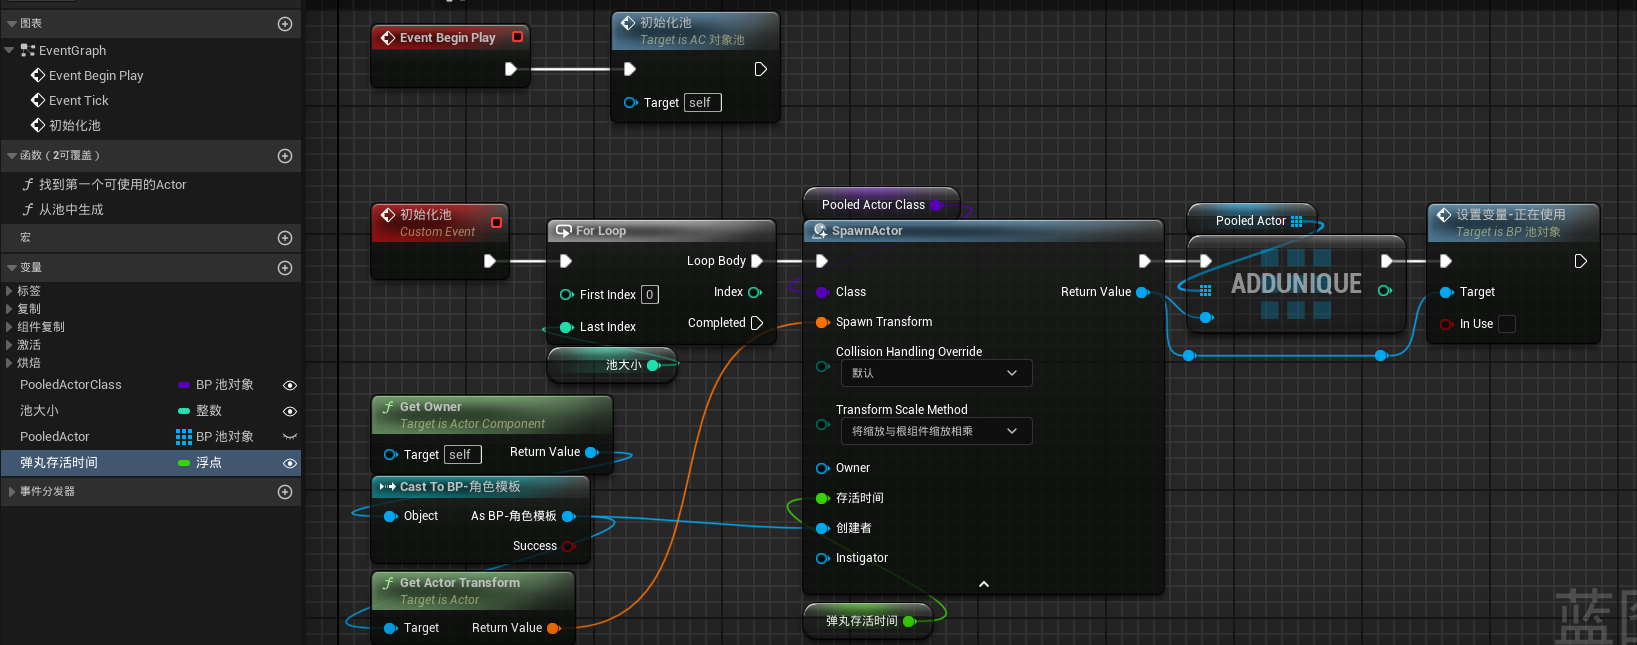 图表
EventGraph
Event Begin Play
Event Tick
初始化池
函数（2可覆盖）
找到第一个可使用的Actor
从池中生成
宏
变量
标签
复制
组件复制
激活
烘焙
PooledActorClass BP 池对象
池大小 整数
PooledActor BP 池对象
弹丸存活时间 浮点
事件分发器
Event Begin Play
初始化池
Target is AC 对象池
Target self
初始化池
Custom Event
For Loop
Loop Body
First Index 0
Index
Last Index
Completed
池大小
Get Owner
Target is Actor Component
Target self
Return Value
Cast To BP-角色模板
Object
As BP-角色模板
Success
Get Actor Transform
Target is Actor
Target
Return Value
Pooled Actor Class
SpawnActor
Class
Return Value
Spawn Transform
Collision Handling Override
默认
Transform Scale Method
将缩放与根组件缩放相乘
Owner
存活时间
创建者
Instigator
弹丸存活时间
Pooled Actor
ADDUNIQUE
设置变量-正在使用
Target is BP 池对象
Target
In Use
蓝图